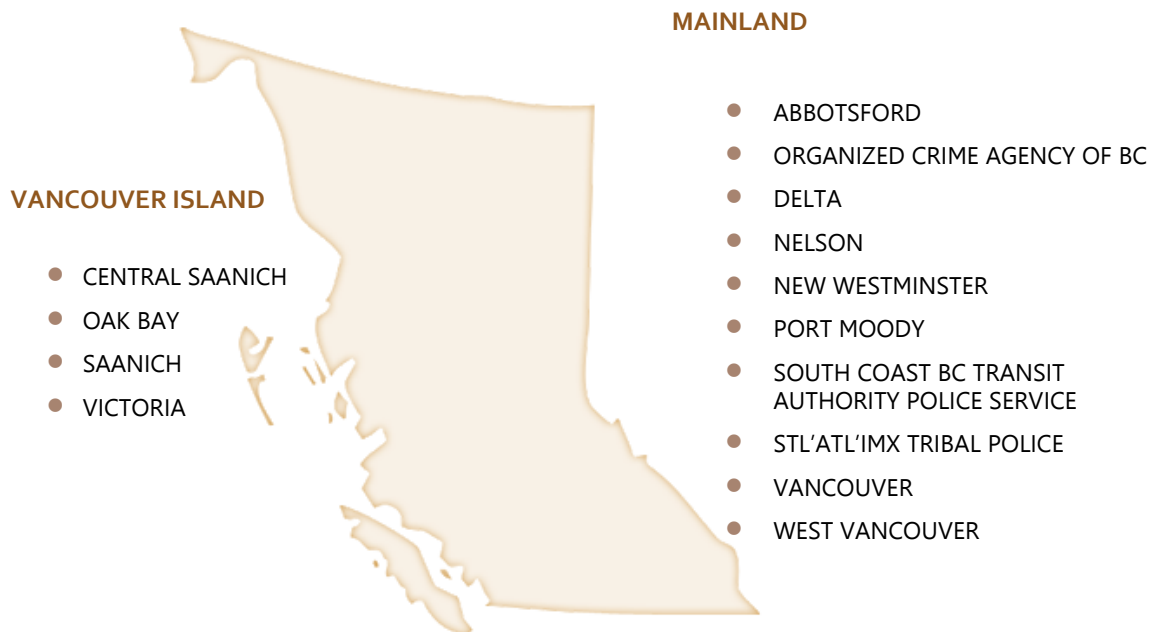 MAINLAND
ABBOTSFORD
ORGANIZED CRIME AGENCY OF BC
DELTA
NELSON
NEW WESTMINSTER
PORT MOODY
SOUTH COAST BC TRANSIT
AUTHORITY POLICE SERVICE
STL'ATL'IMX TRIBAL POLICE
VANCOUVER
WEST VANCOUVER
VANCOUVER ISLAND
CENTRAL SAANICH
OAK BAY
SAANICH
VICTORIA